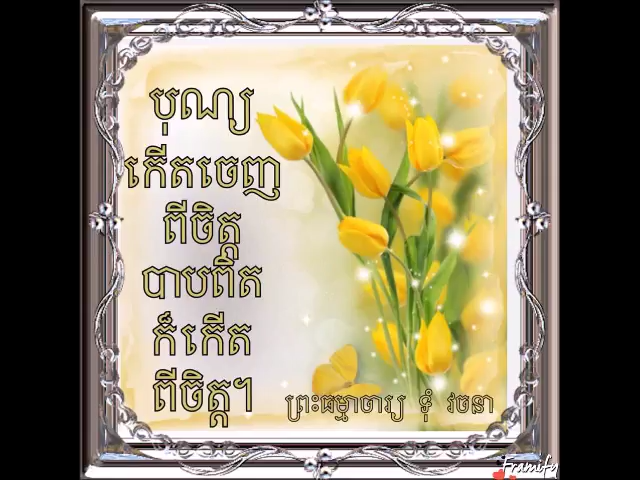 បុណ្យ
កើតចេញ
ពីចិត្ត
បាបពិត
ក៏កើត
ពីចិត្ត។
ព្រះធម្មាចារ្យ ទុំ វចនា
Framify